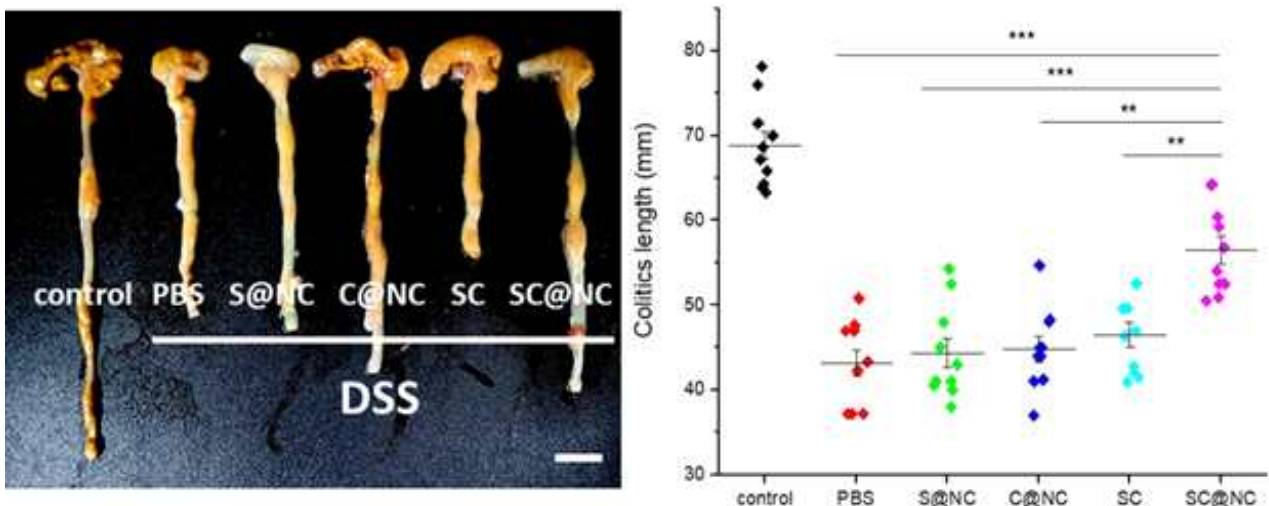 control PBS S@NC C@NC SC SC@NC
DSS
Colitics length (mm)
80
70
60
50
40
30
***
***
**
**
control PBS S@NC C@NC SC SC@NC